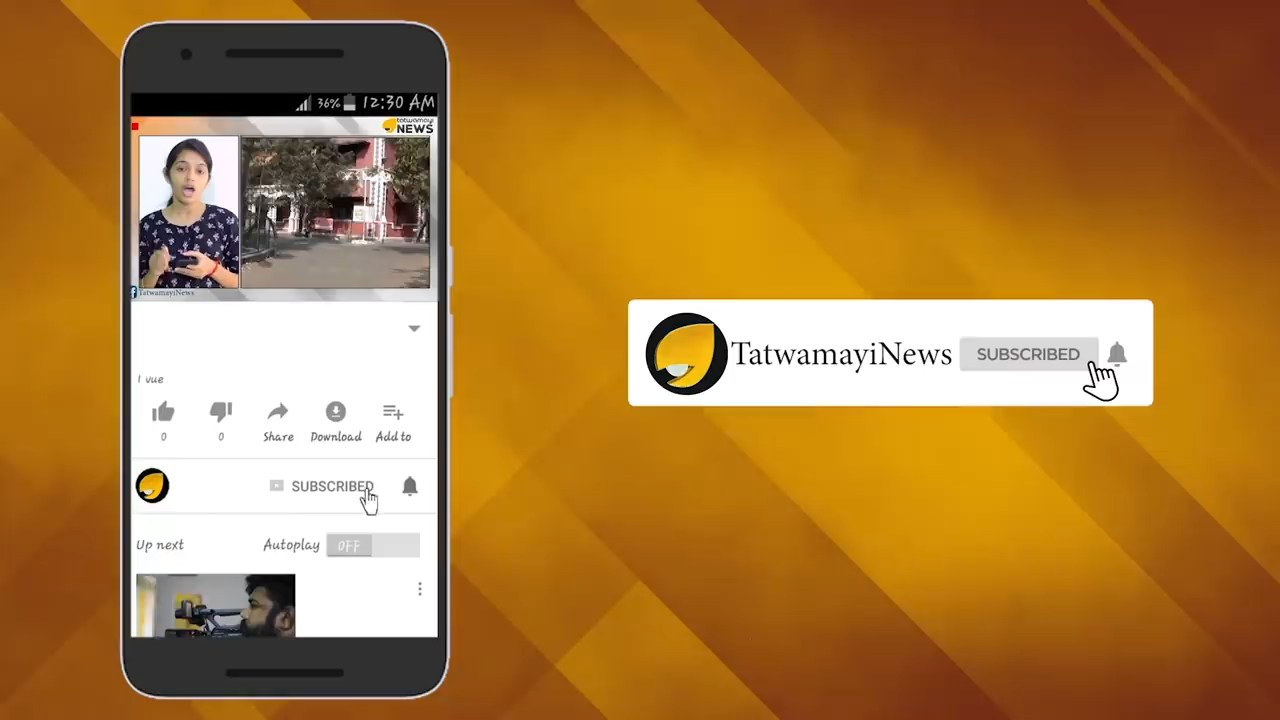 36% 12:30 AM
tatwamayi
NEWS
TatwamayiNews
1 vue
0 0 Share Download Add to
SUBSCRIBED
Up next Autoplay OFF
TatwamayiNews SUBSCRIBED